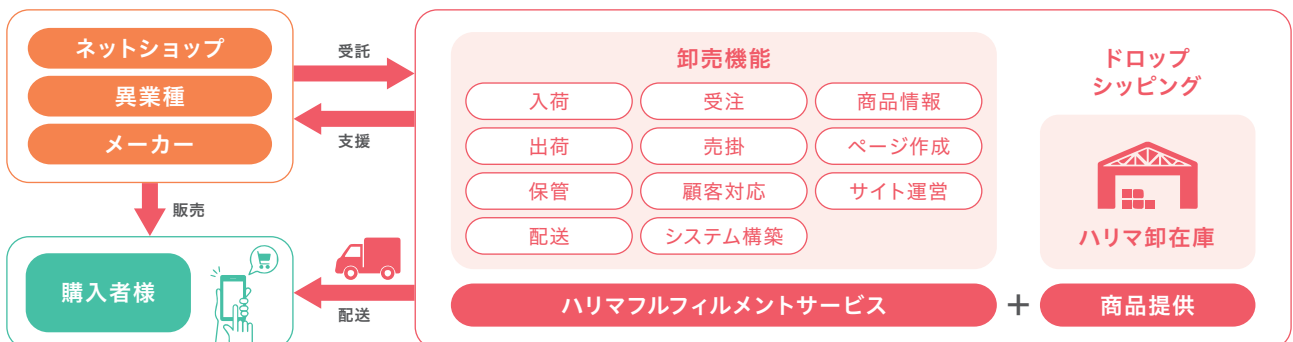 ネットショップ
異業種
メーカー
受託
支援
販売
購入者様
配送
卸売機能
入荷
受注
商品情報
出荷
売掛
ページ作成
保管
顧客対応
サイト運営
配送
システム構築
ハリマフルフィルメントサービス
+
ドロップ
シッピング
ハリマ卸在庫
商品提供